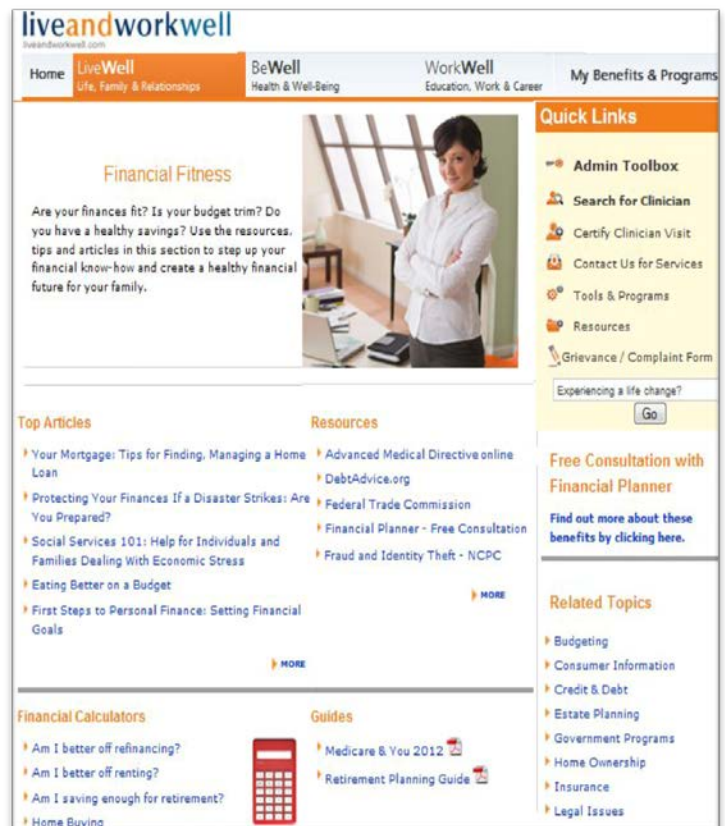 liveandworkwell
liveandworkwell.com
Home
LiveWell
Life, Family & Relationships
BeWell
Health & Well-Being
WorkWell
Education, Work & Career
My Benefits & Programs
Financial Fitness
Are your finances fit? Is your budget trim? Do
you have a healthy savings? Use the resources,
tips and articles in this section to step up your
financial know-how and create a healthy financial
future for your family.
Quick Links
Admin Toolbox
Search for Clinician
Certify Clinician Visit
Contact Us for Services
Tools & Programs
Resources
Grievance / Complaint Form
Experiencing a life change?
Go
Top Articles
Your Mortgage: Tips for Finding, Managing a Home
Loan
Protecting Your Finances If a Disaster Strikes: Are
You Prepared?
Social Services 101: Help for Individuals and
Families Dealing With Economic Stress
Eating Better on a Budget
First Steps to Personal Finance: Setting Financial
Goals
MORE
Resources
Advanced Medical Directive online
DebtAdvice.org
Federal Trade Commission
Financial Planner - Free Consultation
Fraud and Identity Theft - NCPC
MORE
Free Consultation with
Financial Planner
Find out more about these
benefits by clicking here.
Related Topics
Budgeting
Consumer Information
Credit & Debt
Estate Planning
Government Programs
Home Ownership
Insurance
Legal Issues
Financial Calculators
Am I better off refinancing?
Am I better off renting?
Am I saving enough for retirement?
Home Buying
Guides
Medicare & You 2012
Retirement Planning Guide